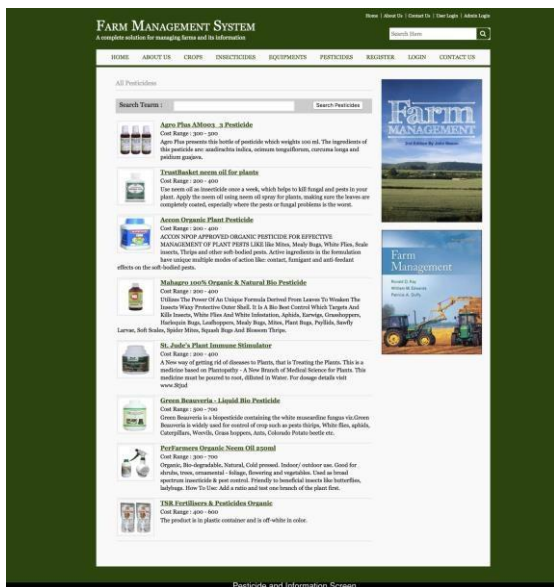 Home | About Us | Contact Us | User Login | Admin Login
FARM MANAGEMENT SYSTEM
A complete solution for managing farms and its information
Search Here
HOME ABOUT US CROPS INSECTICIDES EQUIPMENTS PESTICIDES REGISTER LOGIN CONTACT US
All Pesticidess
Search Tearm : Search Pesticides
Agro Plus AM003_3 Pesticide
Cost Range : 300 - 500
Agro Plus presents this bottle of pesticide which weights 100 ml. The ingredients of
this pesticide are: azadirachta indica, ocimum tenguiflorum, curcuma longa and
psidium guajava.
TrustBasket neem oil for plants
Cost Range : 200 - 400
Use neem oil as insecticide once a week, which helps to kill fungal and pests in your
plant. Apply the neem oil using neem oil spray for plants, making sure the leaves are
completely coated, especially where the pests or fungal problems is the worst.
Accon Organic Plant Pesticide
Cost Range : 200 - 400
ACCON NPOP APPROVED ORGANIC PESTICIDE FOR EFFECTIVE
MANAGEMENT OF PLANT PESTS LIKE like Mites, Mealy Bugs, White Flies, Scale
insects, Thrips and other soft-bodied pests. Active ingredients in the formulation
have unique multiple modes of action like: contact, fumigant and anti-feedant
effects on the soft-bodied pests.
Mahagro 100% Organic & Natural Bio Pesticide
Cost Range : 200 - 400
Utilizes The Power Of An Unique Formula Derived From Leaves To Weaken The
Insects Waxy Protective Outer Shell. It Is A Bio Best Control Which Targets And
Kills Insects, White Flies And White Infestation, Aphids, Earwigs, Grasshoppers,
Harlequin Bugs, Leafhoppers, Mealy Bugs, Mites, Plant Bugs, Psyllids, Sawfly
Larvae, Soft Scales, Spider Mites, Squash Bugs And Blossom Thrips.
St. Jude's Plant Immune Stimulator
Cost Range : 200 - 400
A New way of getting rid of diseases to Plants, that is Treating the Plants. This is a
medicine based on Plantopathy - A New Branch of Medical Science for Plants. This
medicine must be poured to root, diluted in Water. For dosage details visit
Green Beauveria - Liquid Bio Pesticide
Cost Range : 300 - 700
Green Beauveria is a biopesticide containing the white muscardine fungus viz.Green
Beauveria is widely used for control of crop such as pests thirps, White flies, aphids,
Caterpillars, Weevils, Grass hoppers, Ants, Colorado Potato beetle etc.
PerFarmers Organic Neem Oil 250ml
Cost Range : 300 - 700
Organic, Bio-degradable, Natural, Cold pressed. Indoor/ outdoor use. Good for
shrubs, trees, ornamental - foliage, flowering and vegetables. Used as broad
spectrum insecticide & pest control. Friendly to beneficial insects like butterflies,
ladybugs. How To Use: Add a ratio and test one branch of the plant first.
TNR Fertilisers & Pesticides Organic
Cost Range : 400 - 600
The product is in plastic container and is off-white in color.
Farm
MANAGEMENT
2nd Edition By John Nason
Farm
Management
Ronald D. Kay
William M. Edwards
Patricia A. Duffy
Pesticide and Information Screen